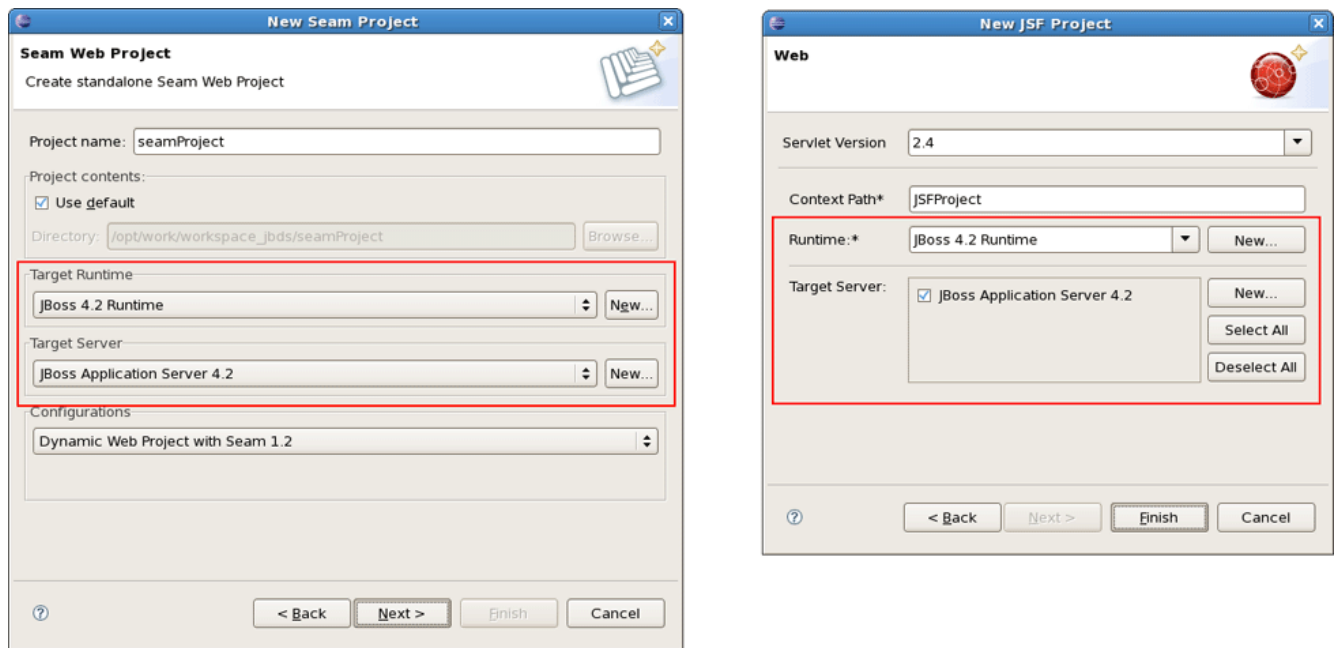 New Seam Project
Seam Web Project
Create standalone Seam Web Project
Project name: seamProject
Project contents:
Use default
Directory: /opt/work/workspace_jbds/seamProject Browse...
Target Runtime
JBoss 4.2 Runtime New...
Target Server
JBoss Application Server 4.2 New...
Configurations
Dynamic Web Project with Seam 1.2
< Back Next > Finish Cancel
New JSF Project
Web
Servlet Version 2.4
Context Path* JSFProject
Runtime:* JBoss 4.2 Runtime New...
Target Server: JBoss Application Server 4.2 New...
Select All
Deselect All
< Back Next > Finish Cancel